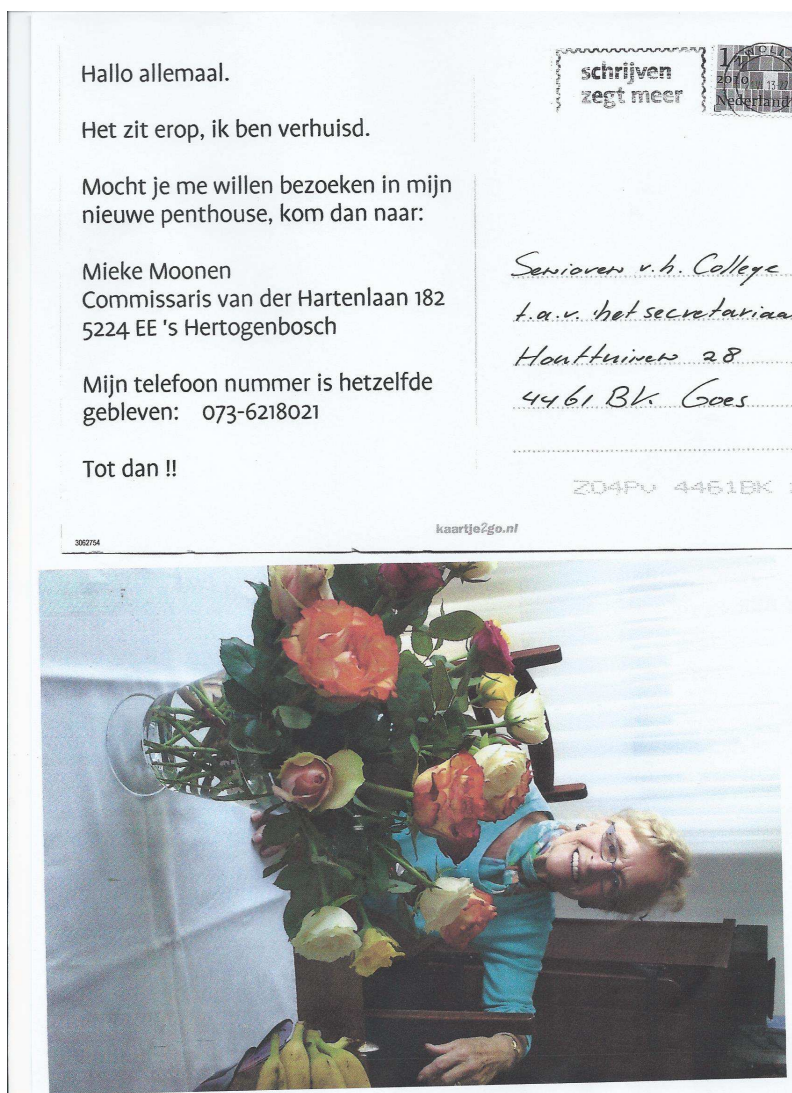 Hallo allemaal.
Het zit erop, ik ben verhuisd.
Mocht je me willen bezoeken in mijn
nieuwe penthouse, kom dan naar:
Mieke Moonen
Commissaris van der Hartenlaan 182
5224 EE 's Hertogenbosch
Mijn telefoon nummer is hetzelfde
gebleven: 073-6218021
Tot dan !!
3062754
kaartje2go.nl
schrijven
zegt meer
1
2010
Nederland
Senioren v.h. College
t.a.v. het secretariaa
Houttuinen 28
4461 BK Goes
Z04Pv 4461BK